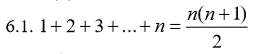 6.1. 1+2+3+...+n = n(n+1)/2